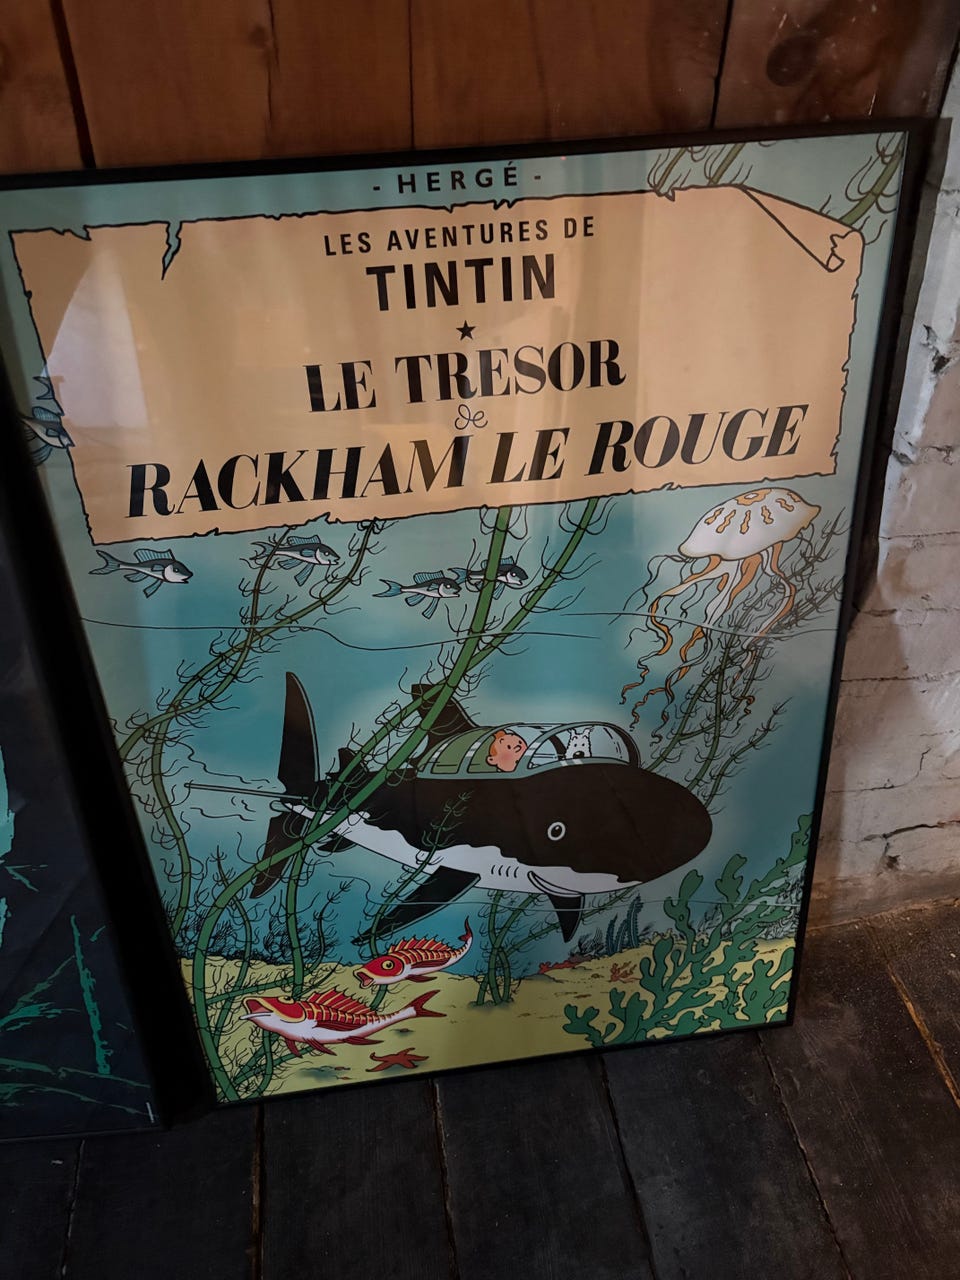 - HERGÉ -
LES AVENTURES DE
TINTIN
LE TRESOR
de
RACKHAM LE ROUGE